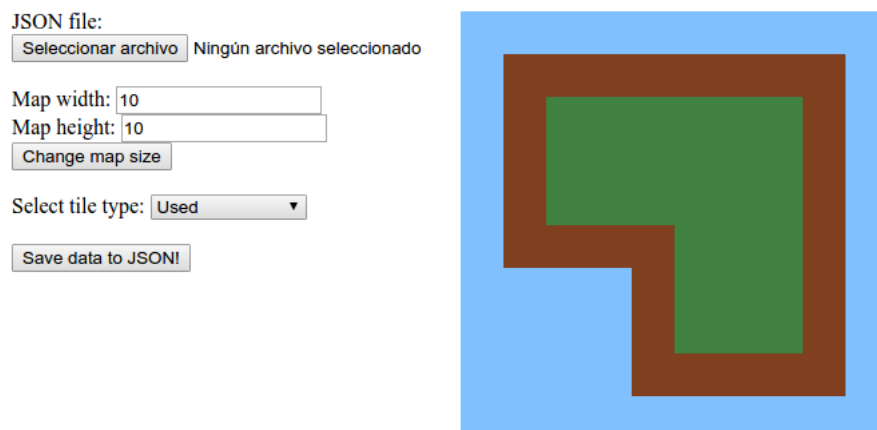 JSON file:
Seleccionar archivo Ningún archivo seleccionado
Map width: 10
Map height: 10
Change map size
Select tile type: Used
Save data to JSON!